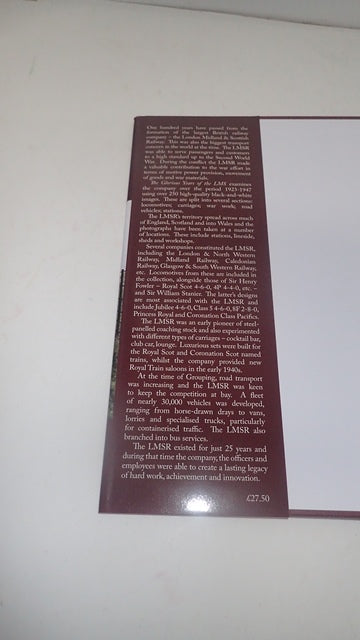 One hundred years have passed from the
formation of the largest British railway
company – the London Midland & Scottish
Railway. This was also the biggest transport
concern in the world at the time. The LMSR
was able to serve passengers and customers
to a high standard up to the Second World
War. During the conflict the LMSR made
a valuable contribution to the war effort in
terms of motive power provision, movement
of goods and war materials.
The Glorious Years of the LMS examines
the company over the period 1923-1947
using over 250 high-quality black-and-white
images. These are split into several sections:
locomotives; carriages; war work; road
vehicles; stations.
The LMSR's territory spread across much
of England, Scotland and into Wales and the
photographs have been taken at a number
of locations. These include stations, lineside,
sheds and workshops.
Several companies constituted the LMSR,
including the London & North Western
Railway, Midland Railway, Caledonian
Railway, Glasgow & South Western Railway,
etc. Locomotives from these are included in
the collection, alongside those of Sir Henry
Fowler – Royal Scot 4-6-0, 4P 4-4-0, etc. –
and Sir William Stanier. The latter's designs
are most associated with the LMSR and
include Jubilee 4-6-0, Class 5 4-6-0, 8F 2-8-0,
Princess Royal and Coronation Class Pacifics.
The LMSR was an early pioneer of steel-
panelled coaching stock and also experimented
with different types of carriages – cocktail bar,
club car, lounge. Luxurious sets were built for
the Royal Scot and Coronation Scot named
trains, whilst the company provided new
Royal Train saloons in the early 1940s.
At the time of Grouping, road transport
was increasing and the LMSR was keen
to keep the competition at bay. A fleet
of nearly 30,000 vehicles was developed,
ranging from horse-drawn drays to vans,
lorries and specialised trucks, particularly
for containerised traffic. The LMSR also
branched into bus services.
The LMSR existed for just 25 years and
during that time the company, the officers and
employees were able to create a lasting legacy
of hard work, achievement and innovation.
£27.50